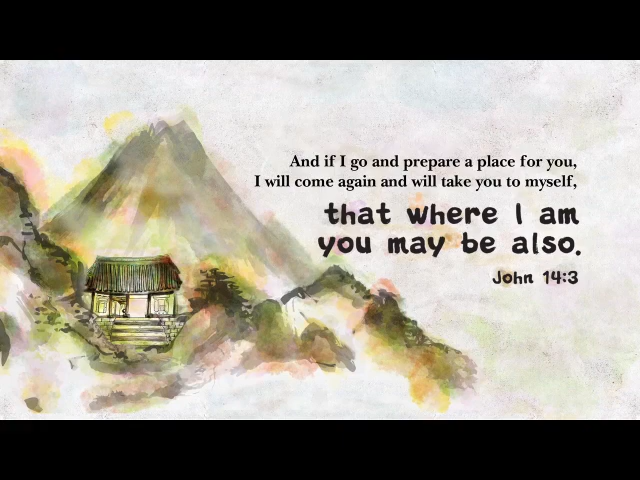 And if I go and prepare a place for you,
I will come again and will take you to myself,
that where I am
you may be also.
John 14:3